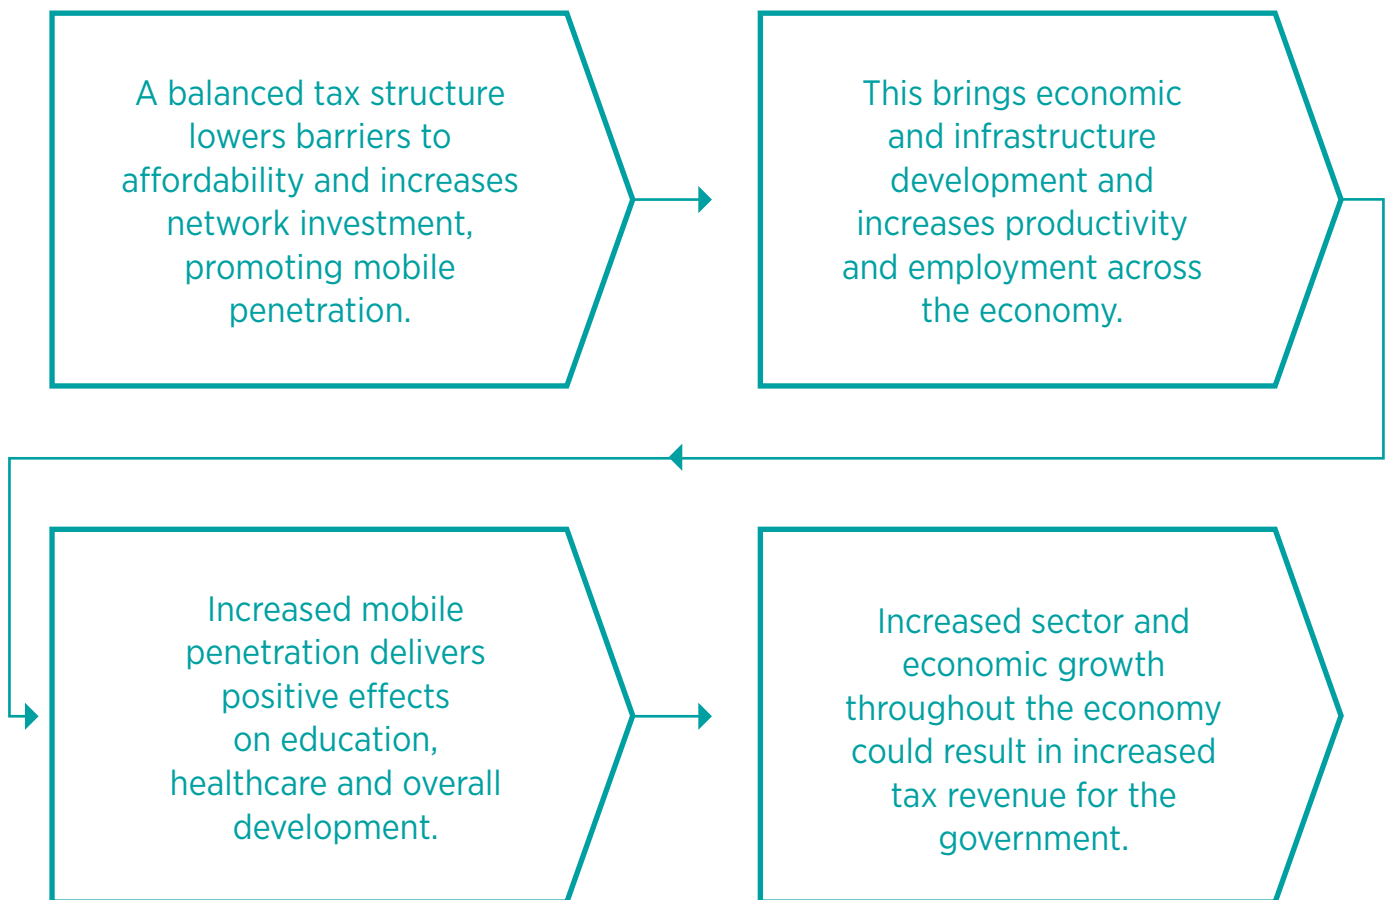 A balanced tax structure
lowers barriers to
affordability and increases
network investment,
promoting mobile
penetration.
This brings economic
and infrastructure
development and
increases productivity
and employment across
the economy.
Increased mobile
penetration delivers
positive effects
on education,
healthcare and overall
development.
Increased sector and
economic growth
throughout the economy
could result in increased
tax revenue for the
government.